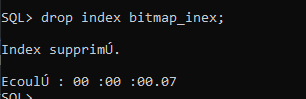 SQL> drop index bitmap_inex;
Index supprimÚ.
EcoulÚ : 00 :00 :00.07
SQL>